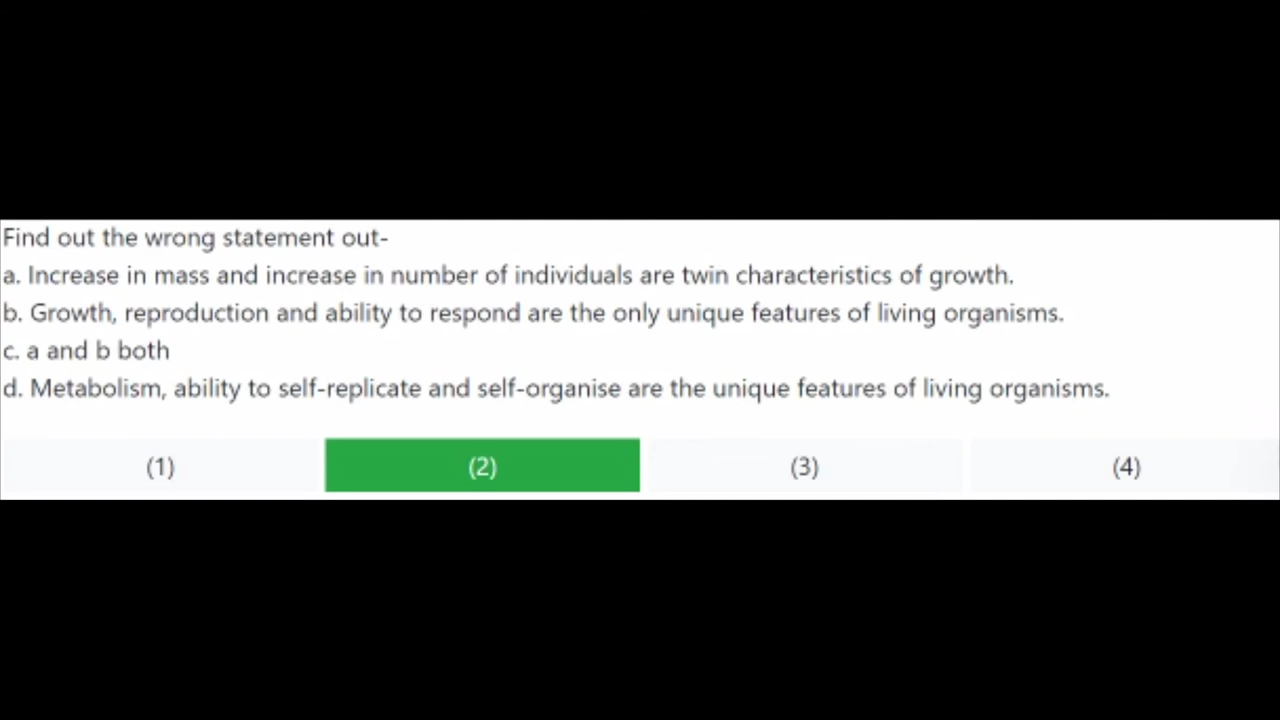 Find out the wrong statement out-
a. Increase in mass and increase in number of individuals are twin characteristics of growth.
b. Growth, reproduction and ability to respond are the only unique features of living organisms.
c. a and b both
d. Metabolism, ability to self-replicate and self-organise are the unique features of living organisms.
(1) (2) (3) (4)